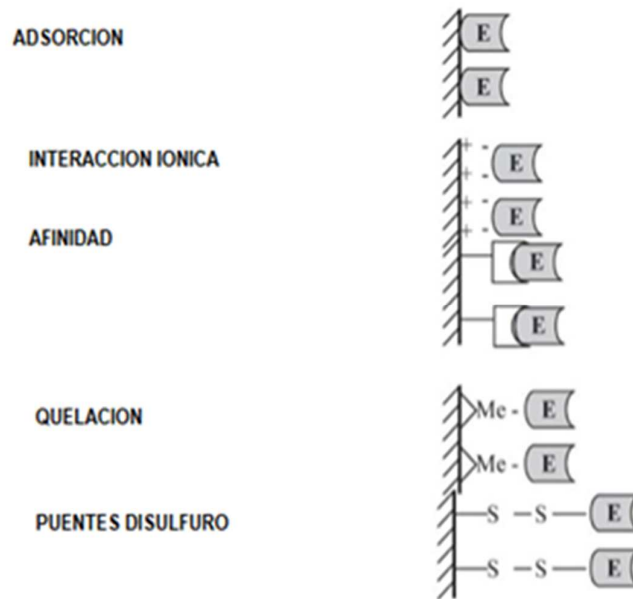 ADSORCION
E
E
INTERACCION IONICA
+ - E
+ -
+ - E
+ -
AFINIDAD
E
E
QUELACION
Me - E
Me - E
PUENTES DISULFURO
S - S - E
S - S - E